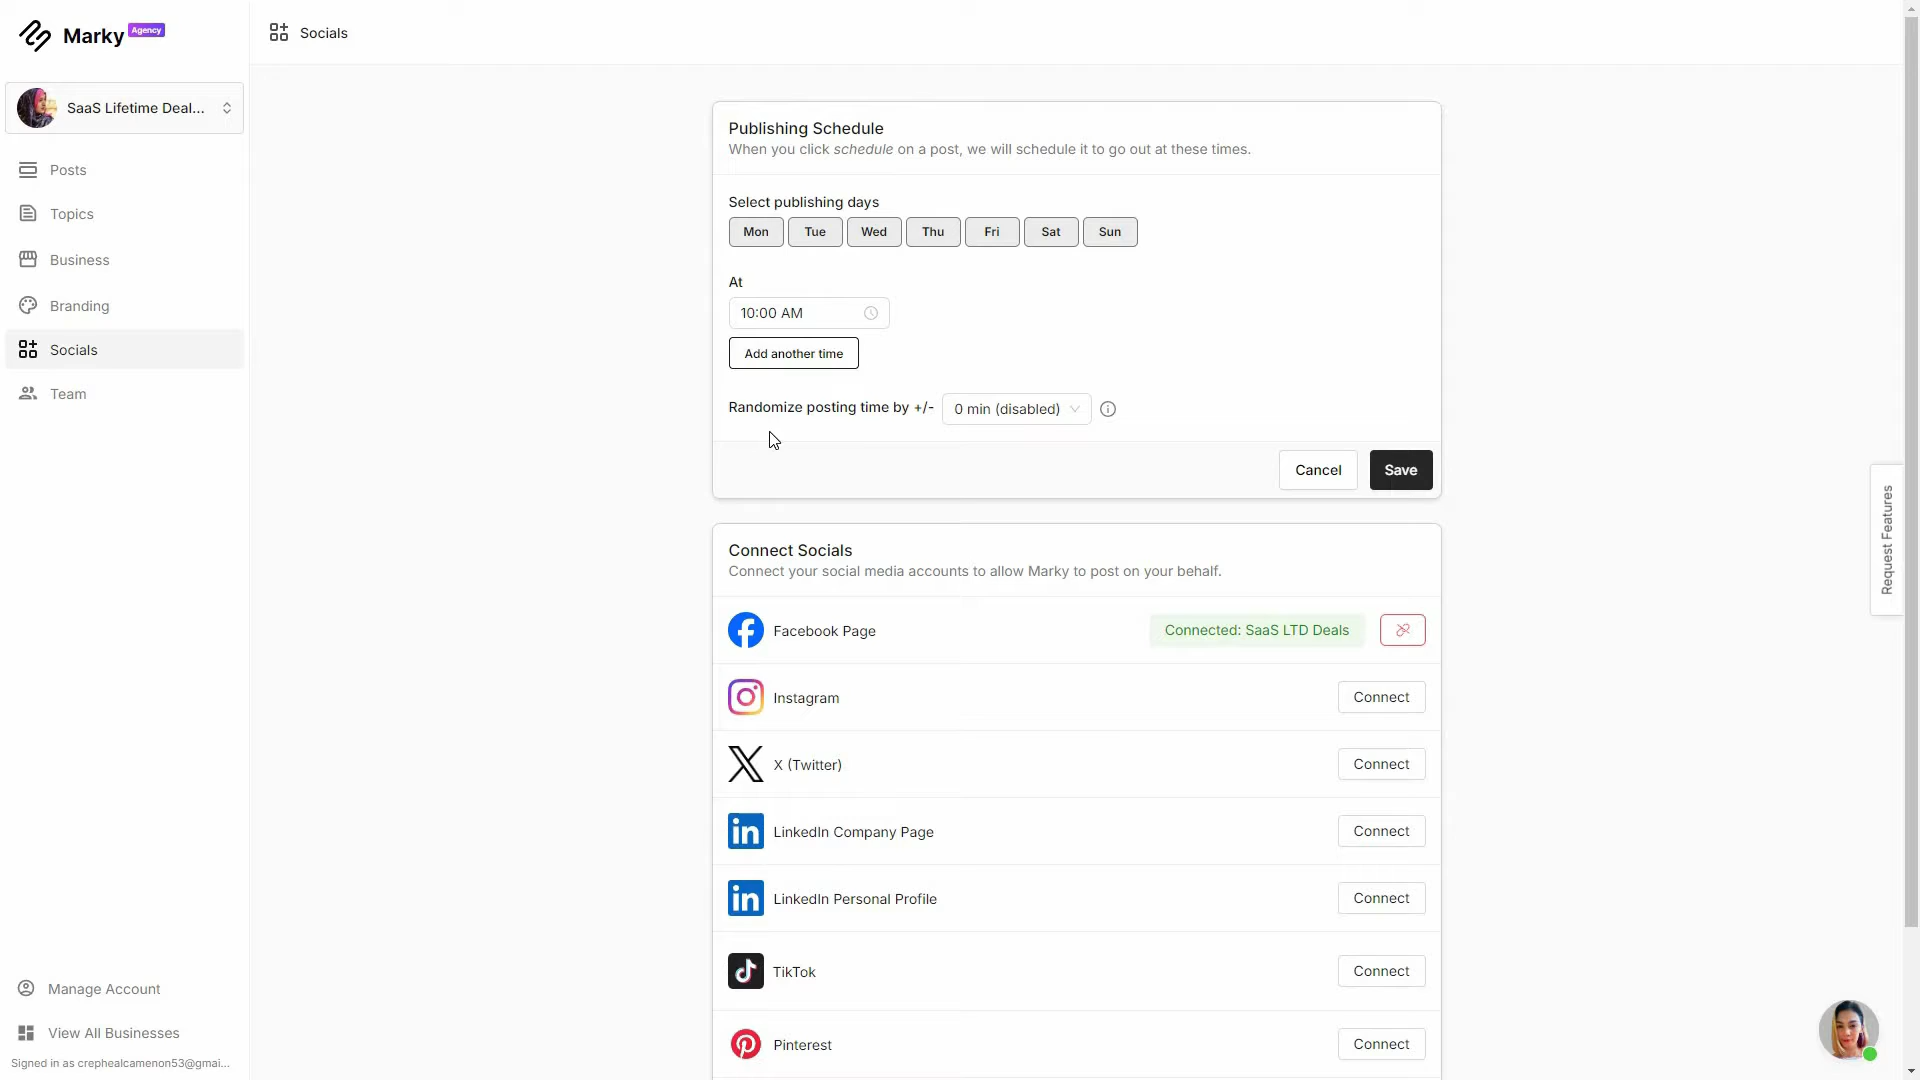 Marky Agency
SaaS Lifetime Deal...
Posts
Topics
Business
Branding
Socials
Team
Manage Account
View All Businesses
Signed in as crephealcamenon53@gmai...
Socials
Publishing Schedule
When you click schedule on a post, we will schedule it to go out at these times.
Select publishing days
Mon Tue Wed Thu Fri Sat Sun
At
10:00 AM
Add another time
Randomize posting time by +/- 0 min (disabled)
Cancel Save
Connect Socials
Connect your social media accounts to allow Marky to post on your behalf.
Facebook Page Connected: SaaS LTD Deals
Instagram Connect
X (Twitter) Connect
LinkedIn Company Page Connect
LinkedIn Personal Profile Connect
TikTok Connect
Pinterest Connect
Request Features